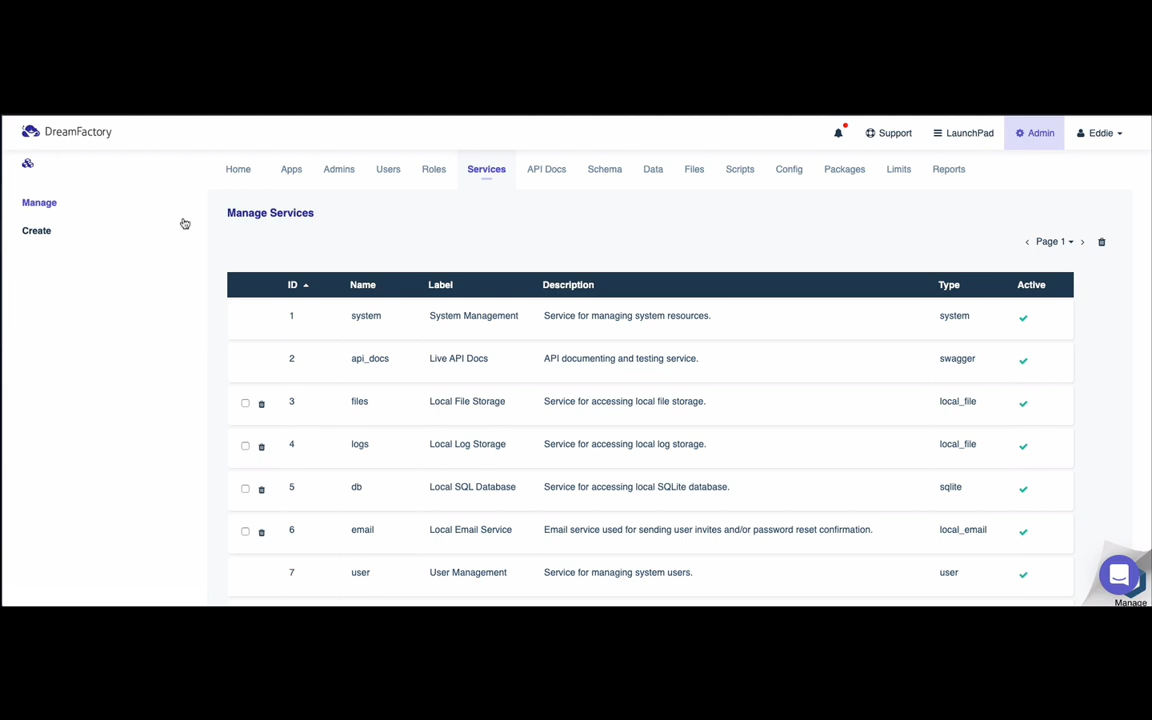 DreamFactory
Support
LaunchPad
Admin
Eddie
Home Apps Admins Users Roles Services API Docs Schema Data Files Scripts Config Packages Limits Reports
Manage
Create
Manage Services
Page 1
ID Name Label Description Type Active
1 system System Management Service for managing system resources. system
2 api_docs Live API Docs API documenting and testing service. swagger
3 files Local File Storage Service for accessing local file storage. local_file
4 logs Local Log Storage Service for accessing local log storage. local_file
5 db Local SQL Database Service for accessing local SQLite database. sqlite
6 email Local Email Service Email service used for sending user invites and/or password reset confirmation. local_email
7 user User Management Service for managing system users. user
Manage